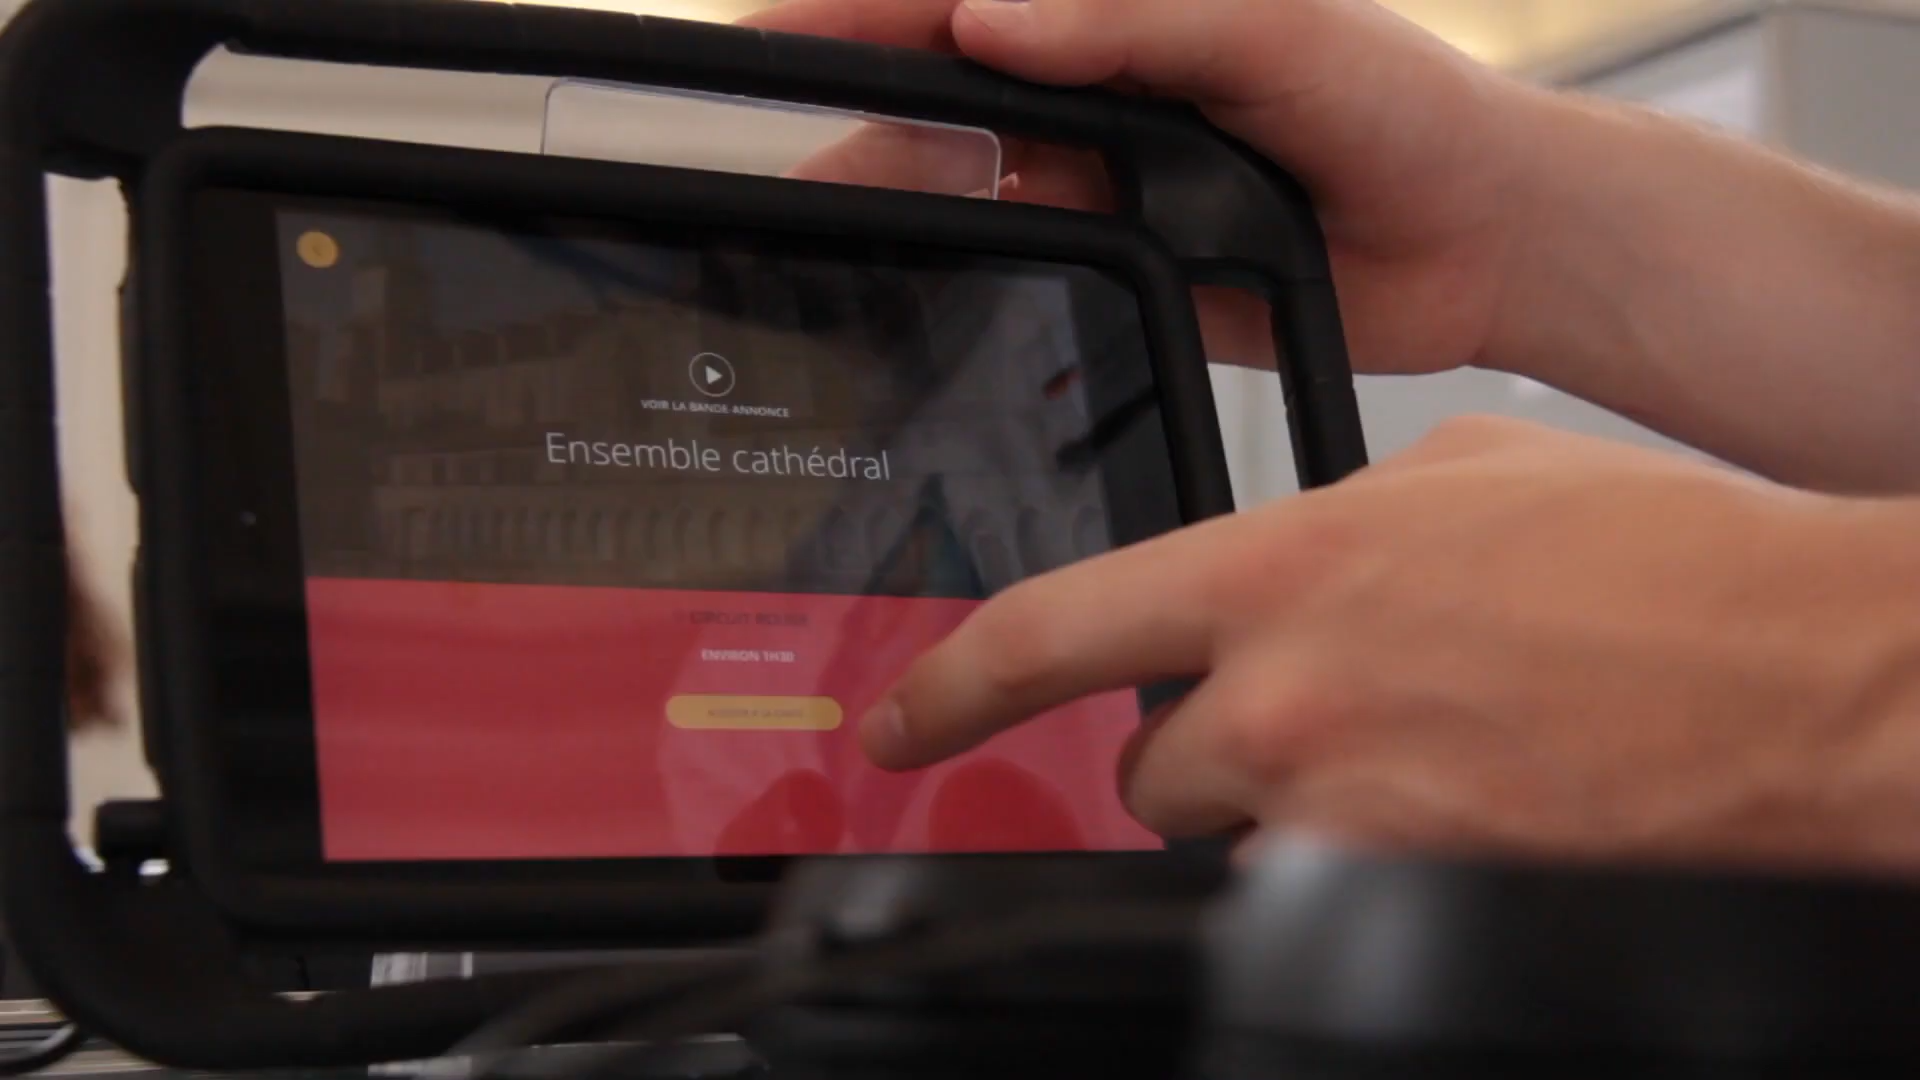 VOIR LA BANDE ANNONCE
Ensemble cathédral
CIRCUIT ROUGE
ENVIRON 1H30